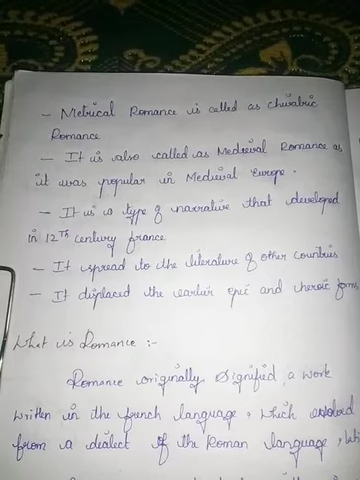 - Metrical Romance is called as Chivalric
Romance
- It is also called as Medieval Romance as
it was popular in Medieval Europe.
- It is a type of narrative that developed
in 12th century france
- It spread to the literature of other countries
- It displaced the earlier epic and heroic forms
What is Romance :-
Romance originally signified, a work
written in the french language, which evolved
from a dialect of the Roman language,